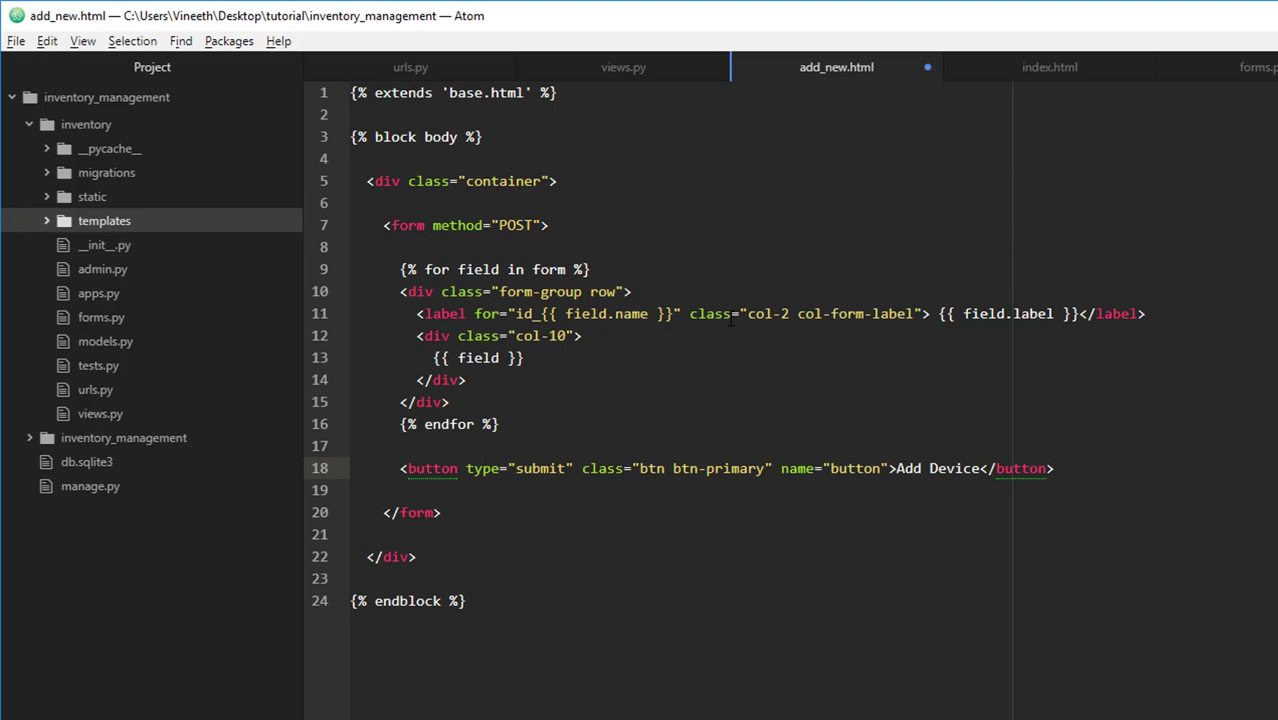 add_new.html — C:\Users\Vineeth\Desktop\tutorial\inventory_management — Atom
File Edit View Selection Find Packages Help
Project
urls.py views.py add_new.html index.html forms.p
inventory_management
inventory
__pycache__
migrations
static
templates
__init__.py
admin.py
apps.py
forms.py
models.py
tests.py
urls.py
views.py
inventory_management
db.sqlite3
manage.py
1 {% extends 'base.html' %}
2
3 {% block body %}
4
5 <div class="container">
6
7 <form method="POST">
8
9 {% for field in form %}
10 <div class="form-group row">
11 <label for="id_{{ field.name }}" class="col-2 col-form-label"> {{ field.label }}</label>
12 <div class="col-10">
13 {{ field }}
14 </div>
15 </div>
16 {% endfor %}
17
18 <button type="submit" class="btn btn-primary" name="button">Add Device</button>
19
20 </form>
21
22 </div>
23
24 {% endblock %}